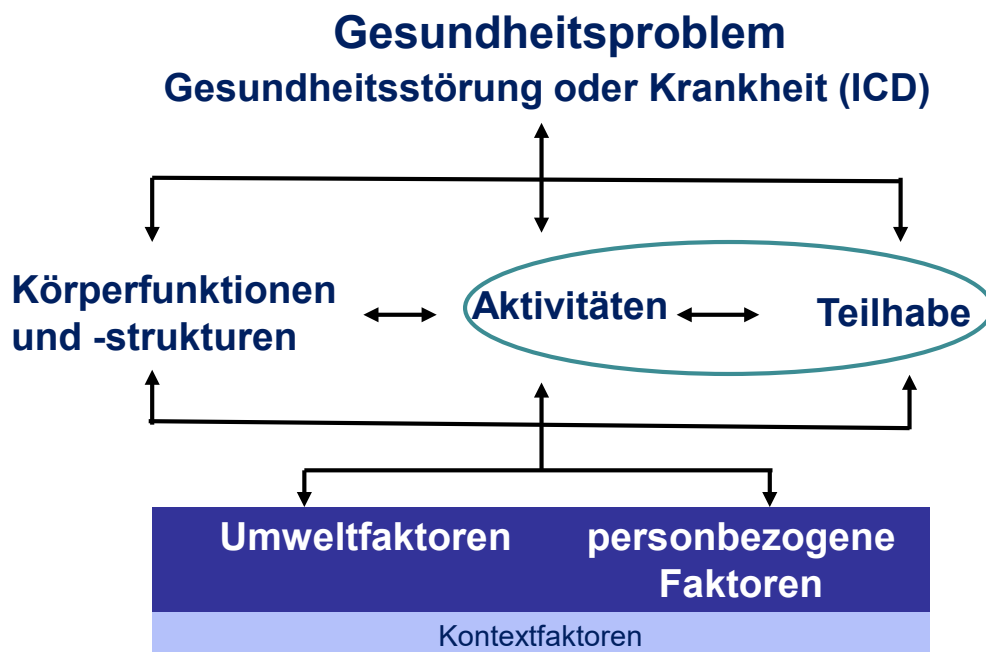 Gesundheitsproblem
Gesundheitsstörung oder Krankheit (ICD)
Körperfunktionen
und -strukturen
Aktivitäten
Teilhabe
Umweltfaktoren
personbezogene
Faktoren
Kontextfaktoren